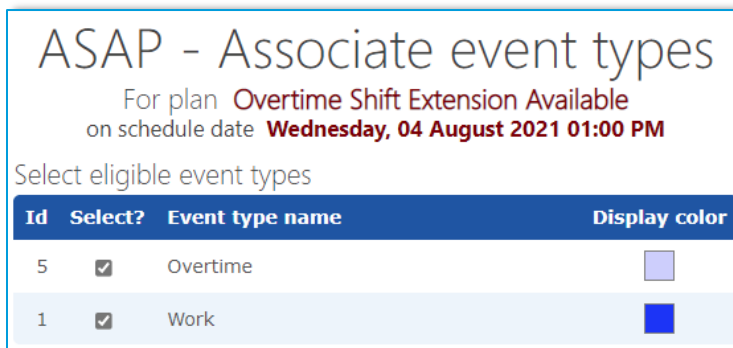 ASAP - Associate event types
For plan Overtime Shift Extension Available
on schedule date Wednesday, 04 August 2021 01:00 PM
Select eligible event types
Id Select? Event type name Display color
5 Overtime
1 Work